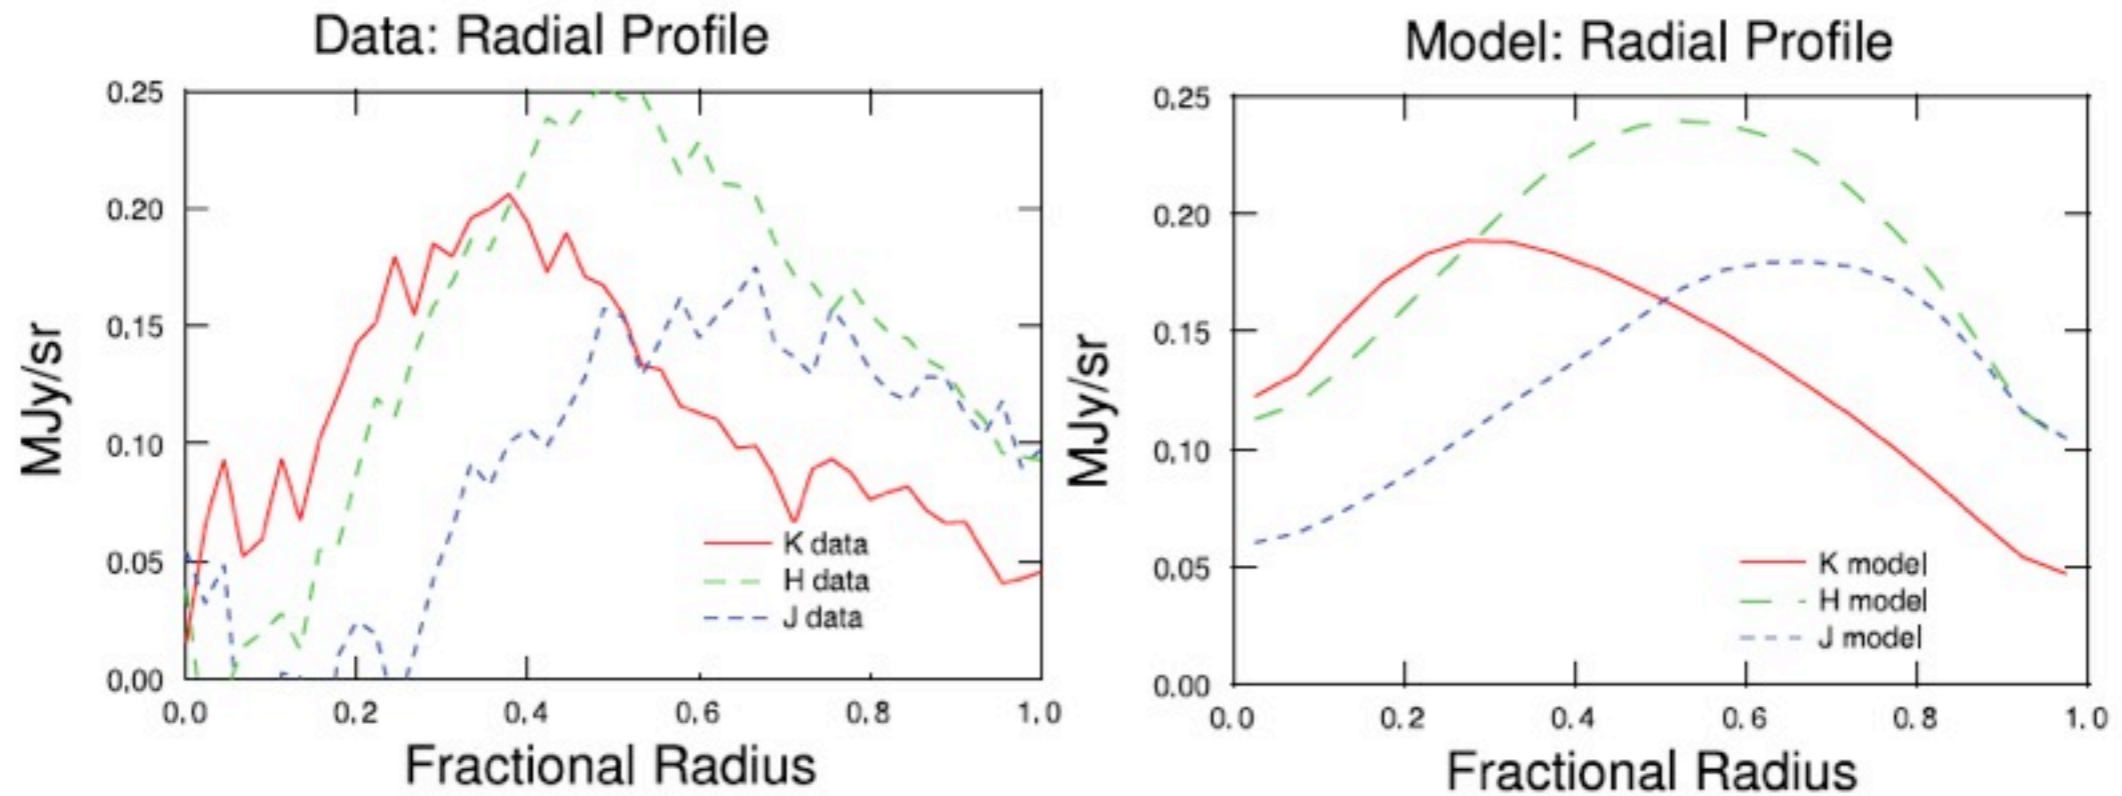 Data: Radial Profile
0.25
0.20
0.15
0.10
0.05
0.00
MJy/sr
K data
H data
J data
0.0 0.2 0.4 0.6 0.8 1.0
Fractional Radius
Model: Radial Profile
0.25
0.20
0.15
0.10
0.05
0.00
MJy/sr
K model
H model
J model
0.0 0.2 0.4 0.6 0.8 1.0
Fractional Radius